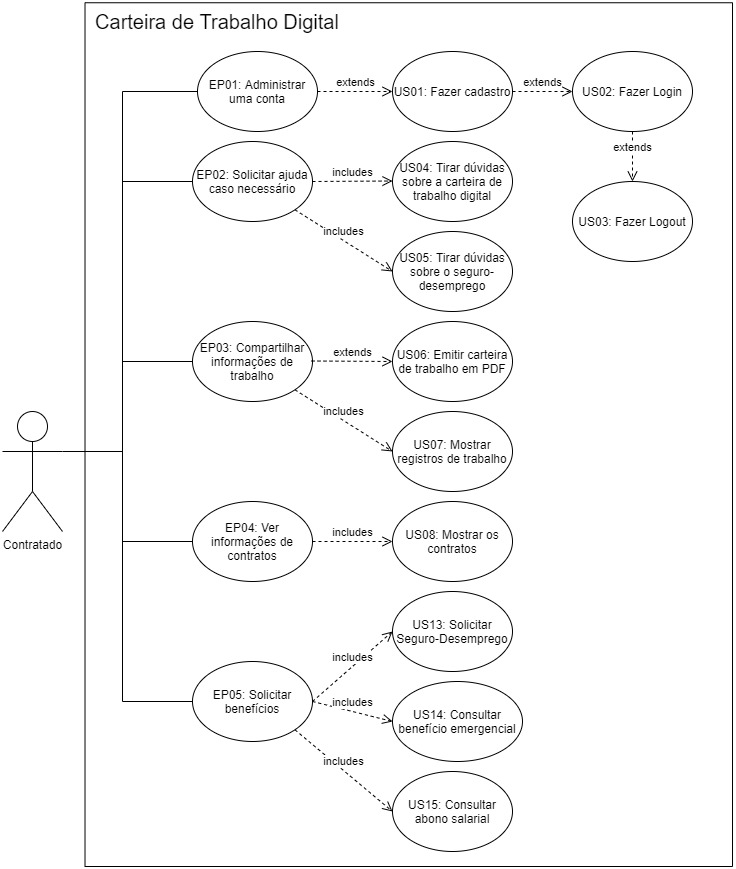 Carteira de Trabalho Digital
EP01: Administrar
uma conta
extends
US01: Fazer cadastro
extends
US02: Fazer Login
extends
US03: Fazer Logout
EP02: Solicitar ajuda
caso necessário
includes
US04: Tirar dúvidas
sobre a carteira de
trabalho digital
includes
US05: Tirar dúvidas
sobre o seguro-
desemprego
EP03: Compartilhar
informações de
trabalho
extends
US06: Emitir carteira
de trabalho em PDF
includes
US07: Mostrar
registros de trabalho
Contratado
EP04: Ver
informações de
contratos
includes
US08: Mostrar os
contratos
EP05: Solicitar
benefícios
includes
US13: Solicitar
Seguro-Desemprego
includes
US14: Consultar
benefício emergencial
includes
US15: Consultar
abono salarial